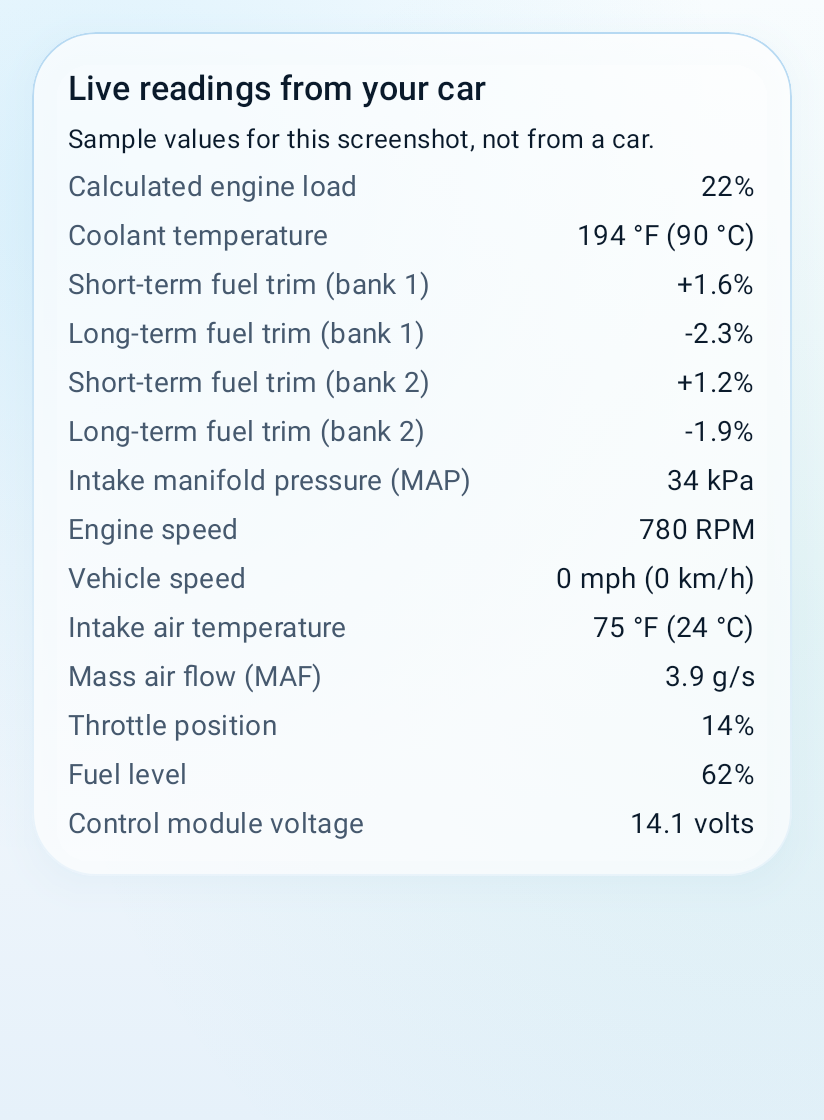 Live readings from your car
Sample values for this screenshot, not from a car.
Calculated engine load 22%
Coolant temperature 194 °F (90 °C)
Short-term fuel trim (bank 1) +1.6%
Long-term fuel trim (bank 1) -2.3%
Short-term fuel trim (bank 2) +1.2%
Long-term fuel trim (bank 2) -1.9%
Intake manifold pressure (MAP) 34 kPa
Engine speed 780 RPM
Vehicle speed 0 mph (0 km/h)
Intake air temperature 75 °F (24 °C)
Mass air flow (MAF) 3.9 g/s
Throttle position 14%
Fuel level 62%
Control module voltage 14.1 volts